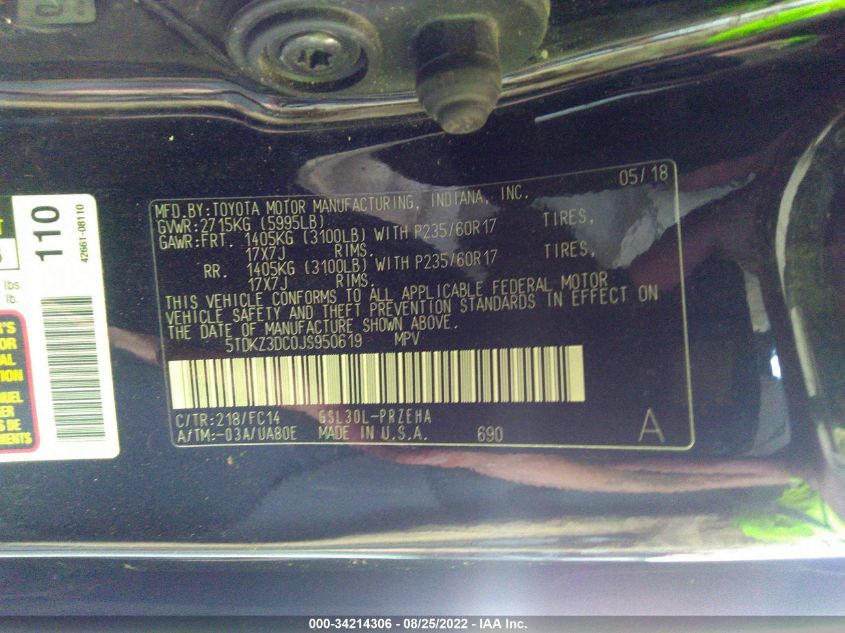 MFD.BY:TOYOTA MOTOR MANUFACTURING, INDIANA, INC. 05/18
GVWR:2715KG (5995LB)
GAWR:FRT. 1405KG (3100LB) WITH P235/60R17 TIRES,
17X7J RIMS.
RR. 1405KG (3100LB) WITH P235/60R17 TIRES,
17X7J RIMS.
THIS VEHICLE CONFORMS TO ALL APPLICABLE FEDERAL MOTOR
VEHICLE SAFETY AND THEFT PREVENTION STANDARDS IN EFFECT ON
THE DATE OF MANUFACTURE SHOWN ABOVE.
5TDKZ3DC0JS950619 MPV
C/TR:218/FC14 GSL30L-PRZEHA
A/TM:-03A/UA80E MADE IN U.S.A. 690 A
110
42661-08110
lbs.
lb.
000-34214306 - 08/25/2022 - IAA Inc.